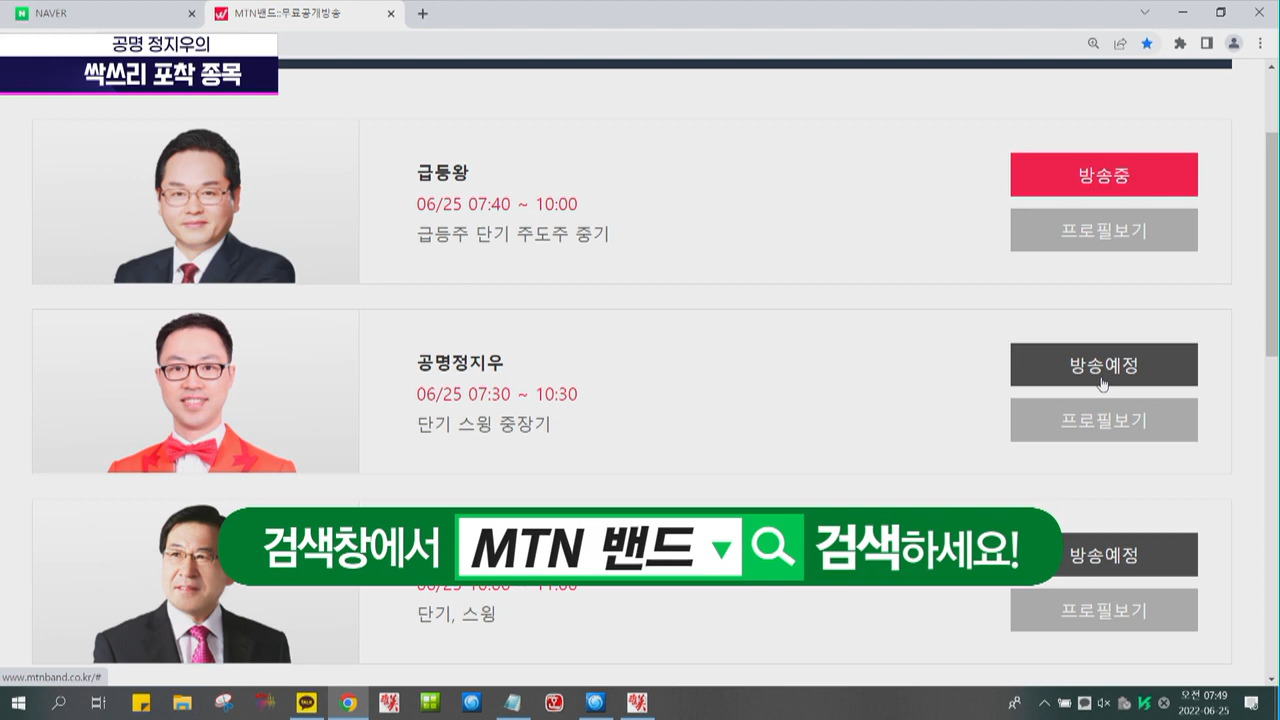 NAVER
MTN밴드::무료공개방송
공명 정지우의
싹쓰리 포착 종목
급등왕
06/25 07:40 ~ 10:00
급등주 단기 주도주 중기
방송중
프로필보기
공명정지우
06/25 07:30 ~ 10:30
단기 스윙 중장기
방송예정
프로필보기
검색창에서 MTN 밴드 검색하세요!
방송예정
단기, 스윙
프로필보기
www.mtnband.co.kr/#
TALK
오전 07:49
2022-06-25